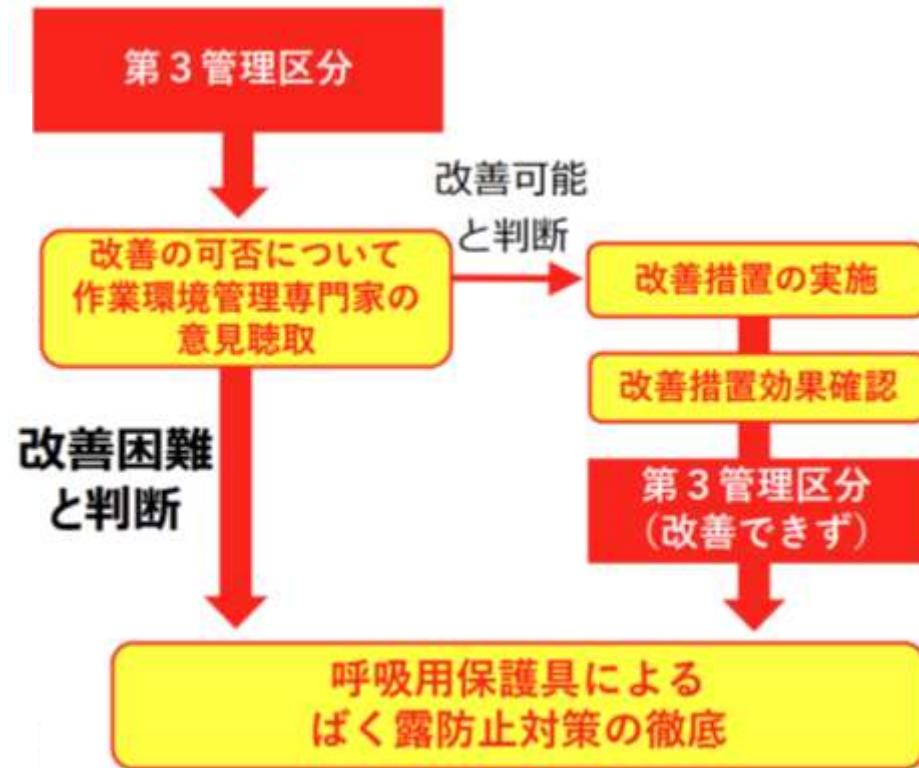 第３管理区分
改善の可否について
作業環境管理専門家の
意見聴取
改善可能
と判断
改善措置の実施
改善措置効果確認
第３管理区分
（改善できず）
改善困難
と判断
呼吸用保護具による
ばく露防止対策の徹底